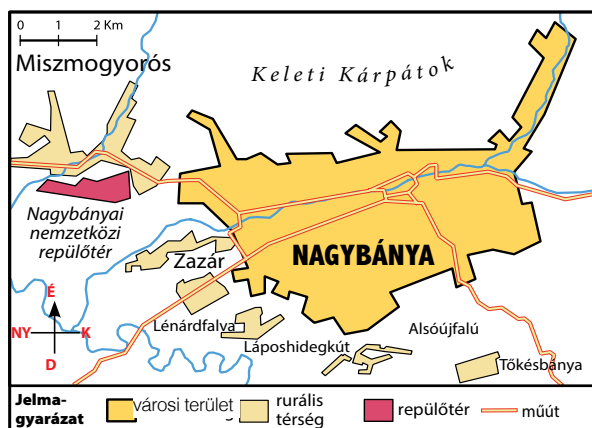 0 1 2 Km
Miszmogyorós
Keleti Kárpátok
Nagybányai
nemzetközi
repülőtér
Zazár
NAGYBÁNYA
É
NY K
D
Lénárdfalva
Láposhidegkút
Alsóújfalú
Tőkésbánya
Jelma-
gyarázat
városi terület
rurális
térség
repülőtér
műút